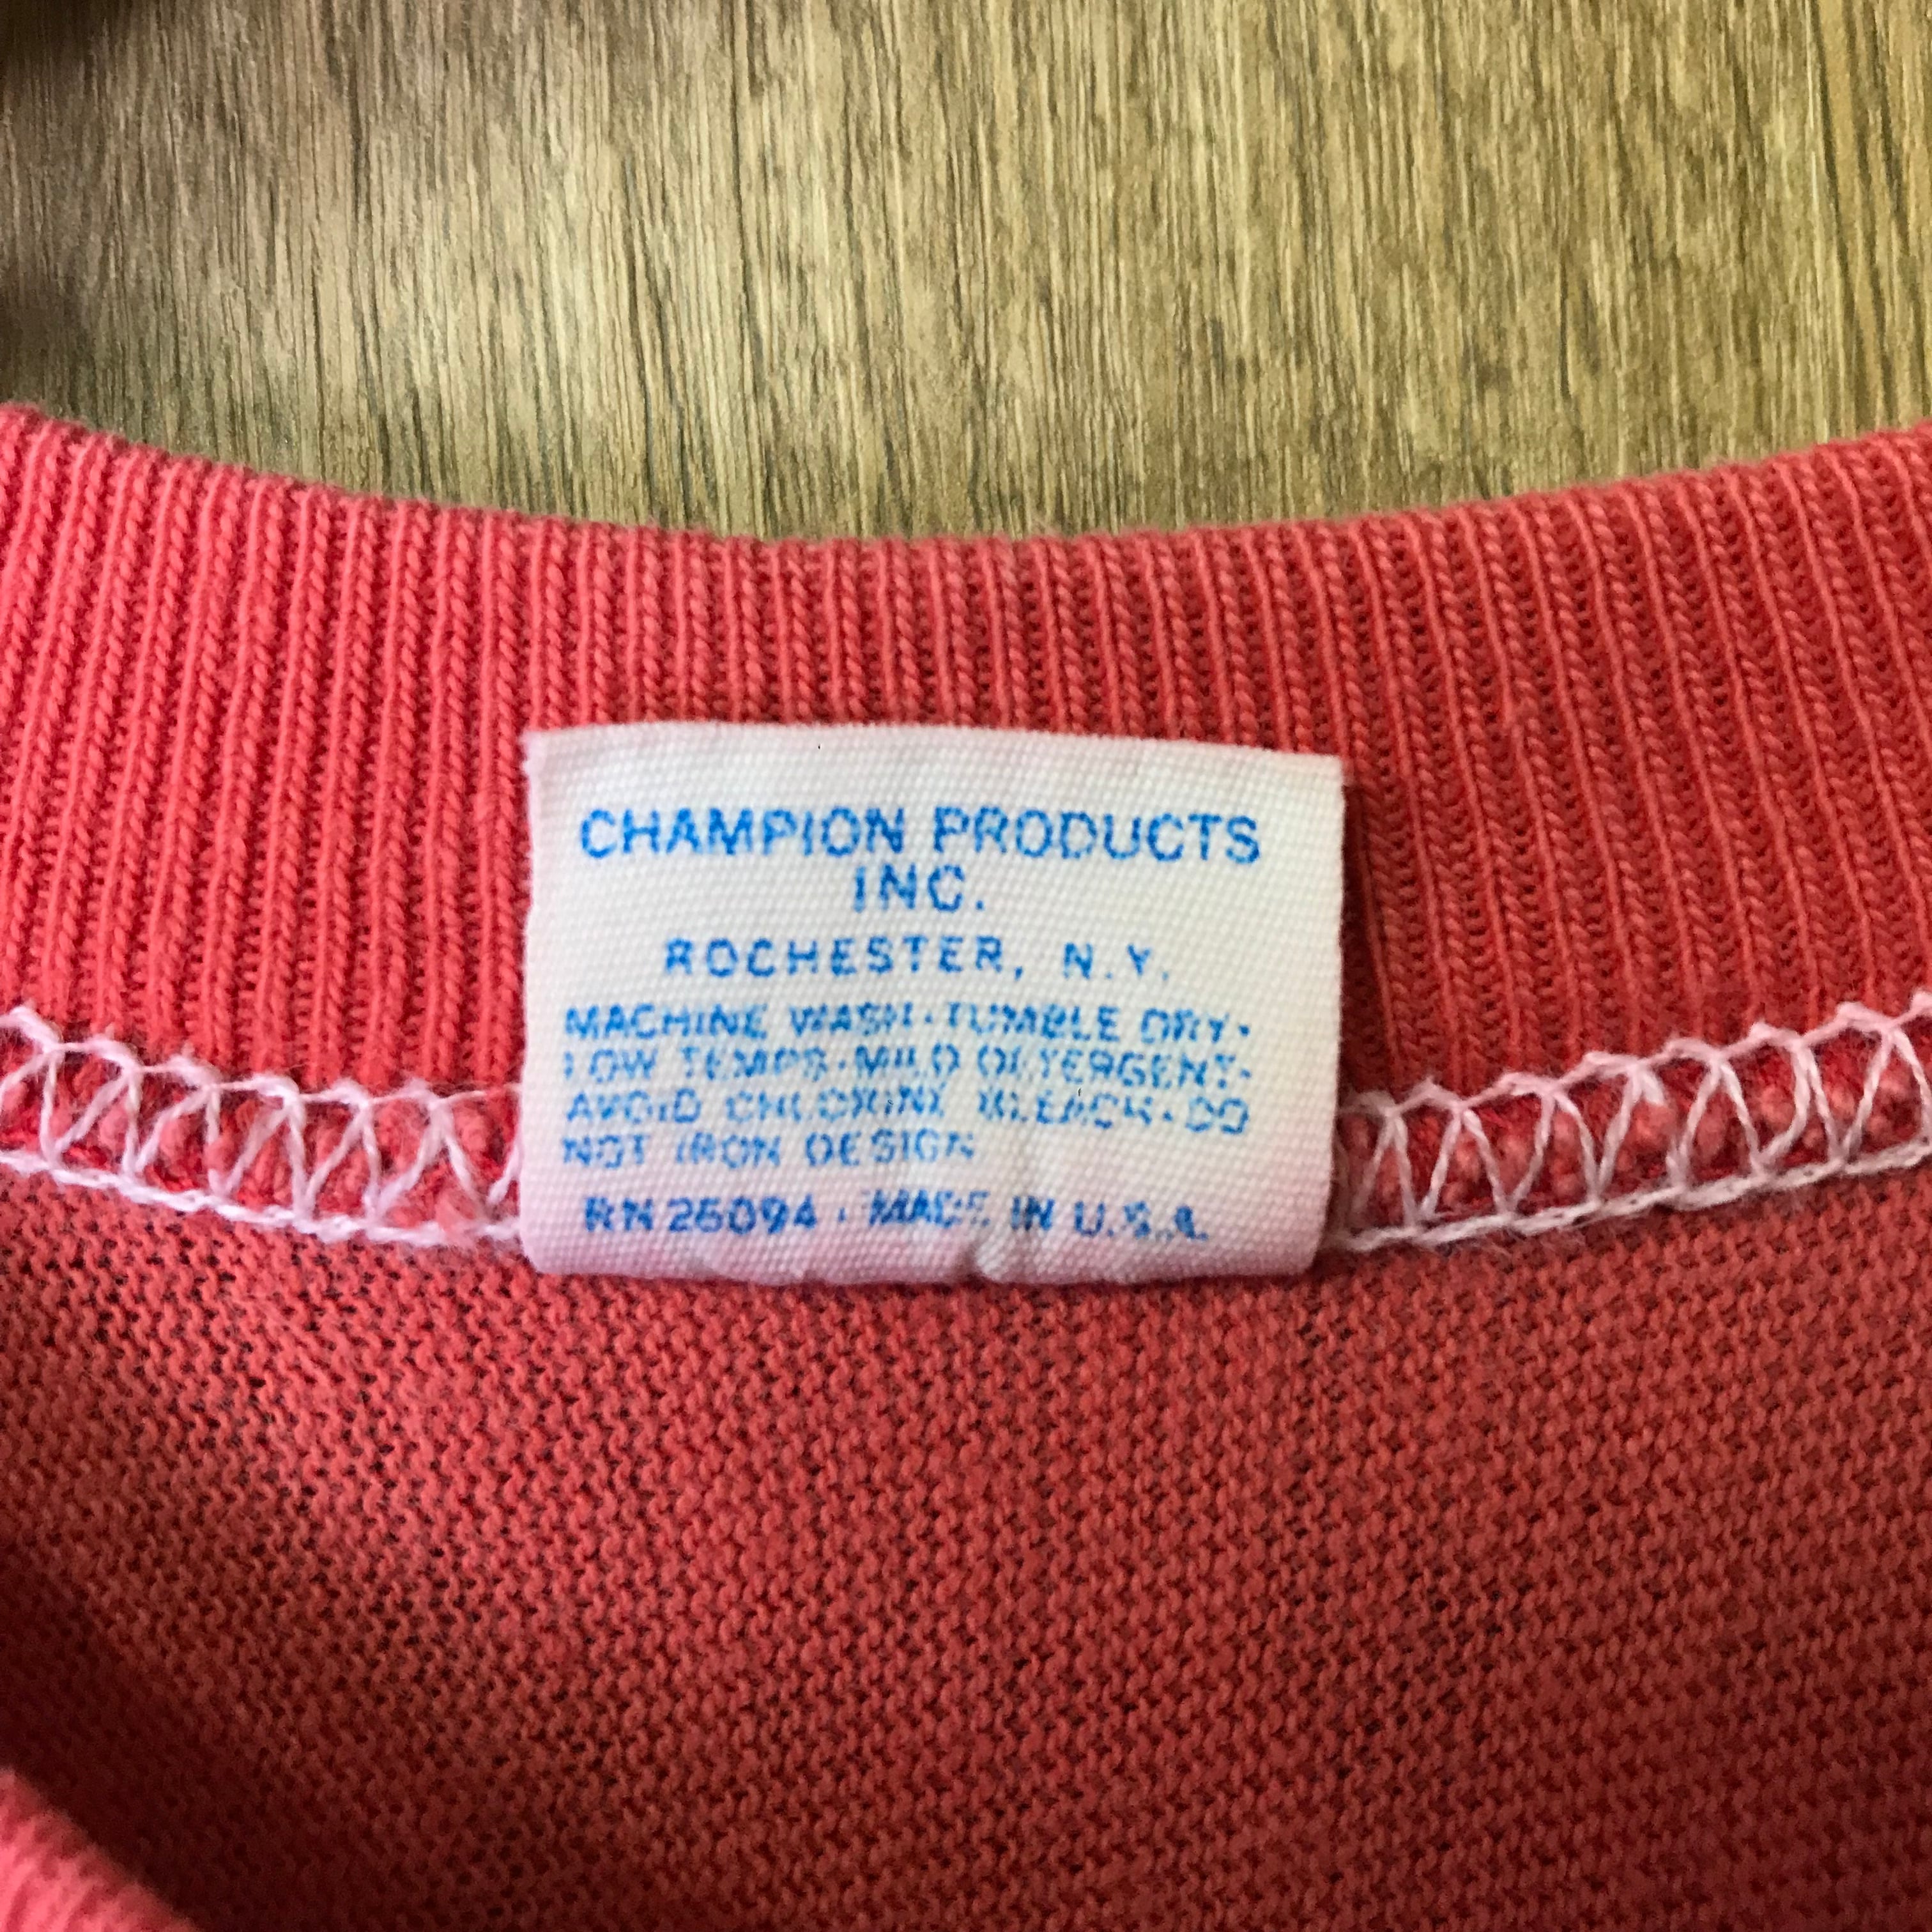 CHAMPION PRODUCTS
INC.
ROCHESTER, N.Y.
MACHINE WASH·TUMBLE DRY·
LOW TEMPS·MILD DETERGENT·
AVOID CHLORINE BLEACH·DO
NOT IRON DESIGN
RN 26094 · MADE IN U.S.A.